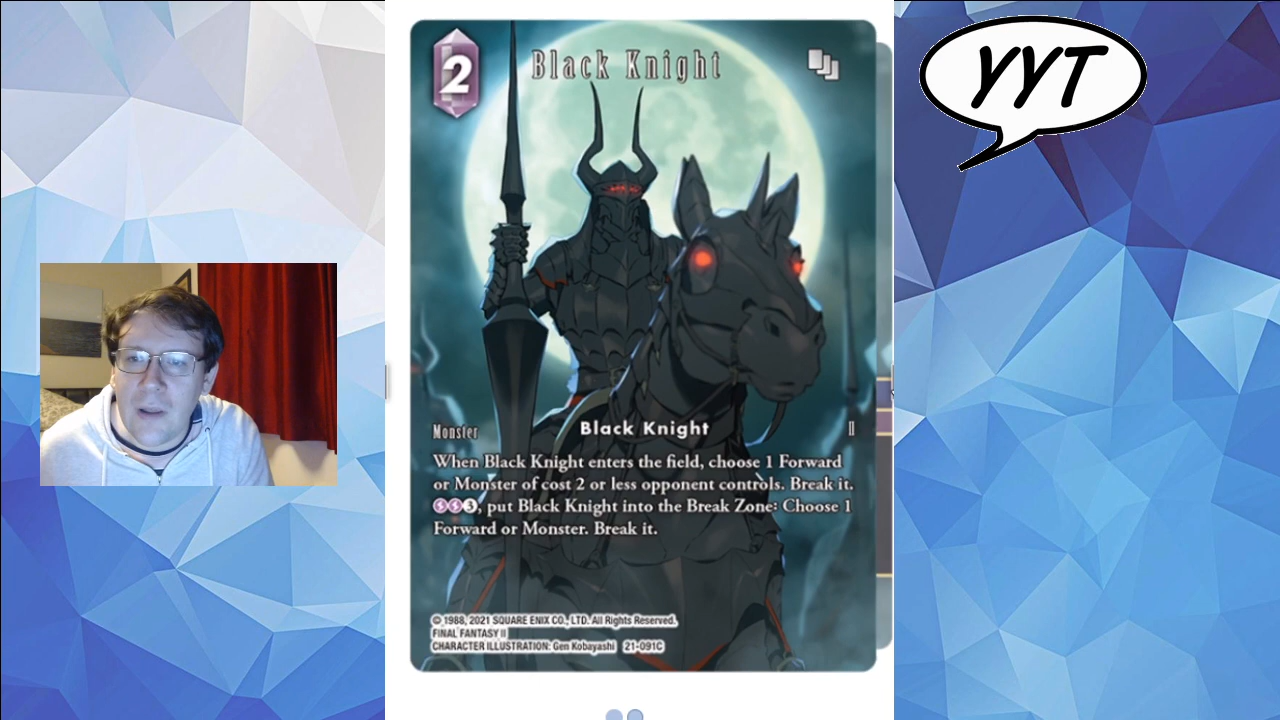 YYT
2
Black Knight
Monster
Black Knight
II
When Black Knight enters the field, choose 1 Forward
or Monster of cost 2 or less opponent controls. Break it.
3, put Black Knight into the Break Zone: Choose 1
Forward or Monster. Break it.
© 1988, 2021 SQUARE ENIX CO., LTD. All Rights Reserved.
FINAL FANTASY II
CHARACTER ILLUSTRATION: Gen Kobayashi 21-091C